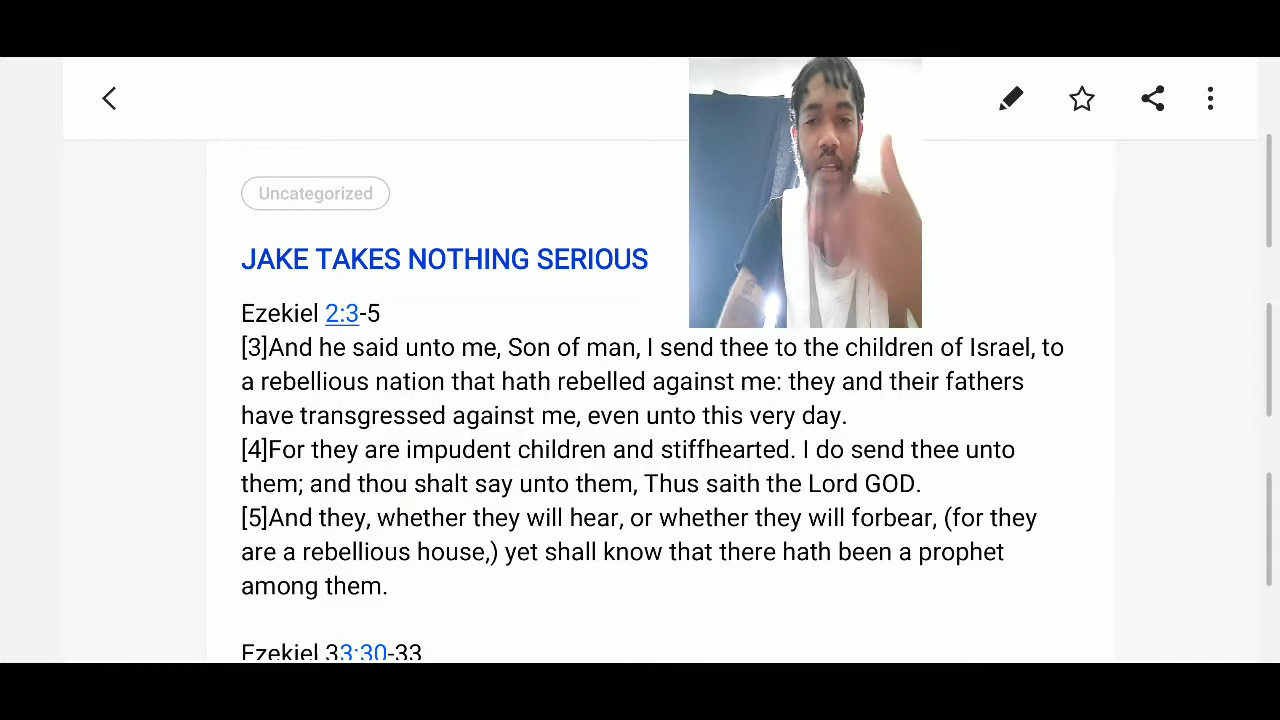 Uncategorized
JAKE TAKES NOTHING SERIOUS
Ezekiel 2:3-5
[3]And he said unto me, Son of man, I send thee to the children of Israel, to
a rebellious nation that hath rebelled against me: they and their fathers
have transgressed against me, even unto this very day.
[4]For they are impudent children and stiffhearted. I do send thee unto
them; and thou shalt say unto them, Thus saith the Lord GOD.
[5]And they, whether they will hear, or whether they will forbear, (for they
are a rebellious house,) yet shall know that there hath been a prophet
among them.
Ezekiel 33:30-33